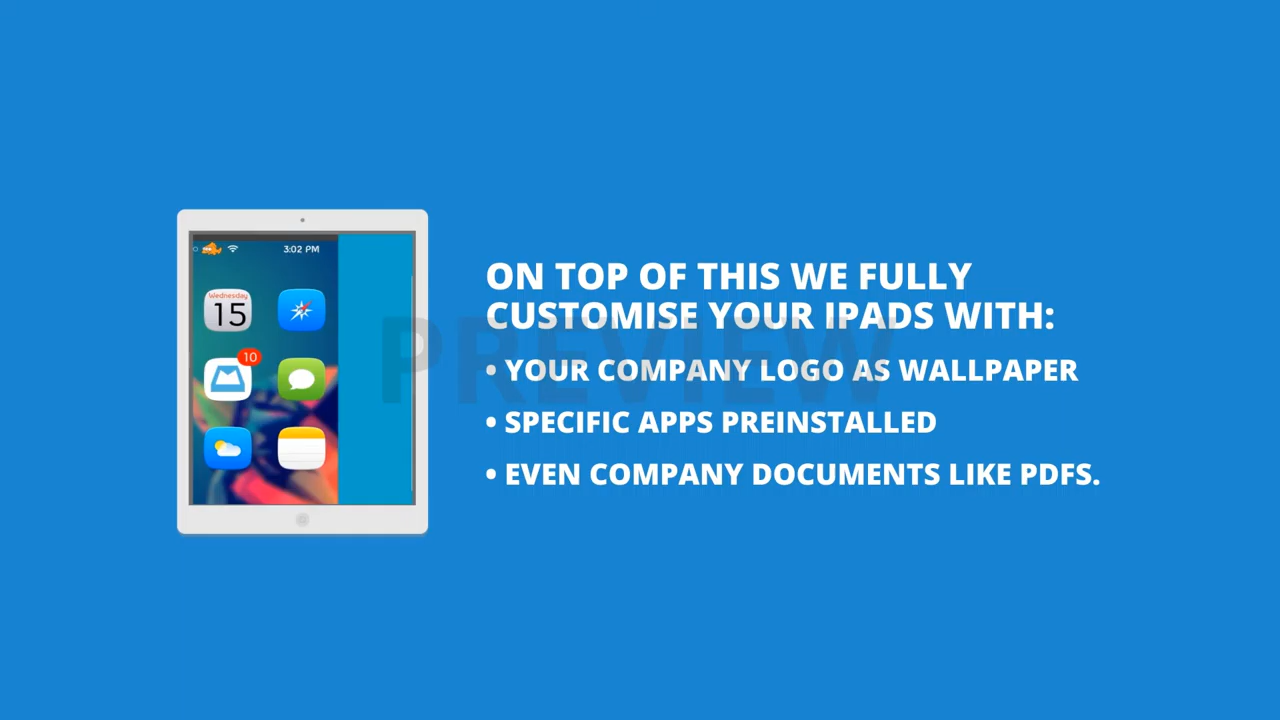 3:02 PM
Wednesday
15
10
ON TOP OF THIS WE FULLY
CUSTOMISE YOUR IPADS WITH:
• YOUR COMPANY LOGO AS WALLPAPER
• SPECIFIC APPS PREINSTALLED
• EVEN COMPANY DOCUMENTS LIKE PDFS.
PREVIEW